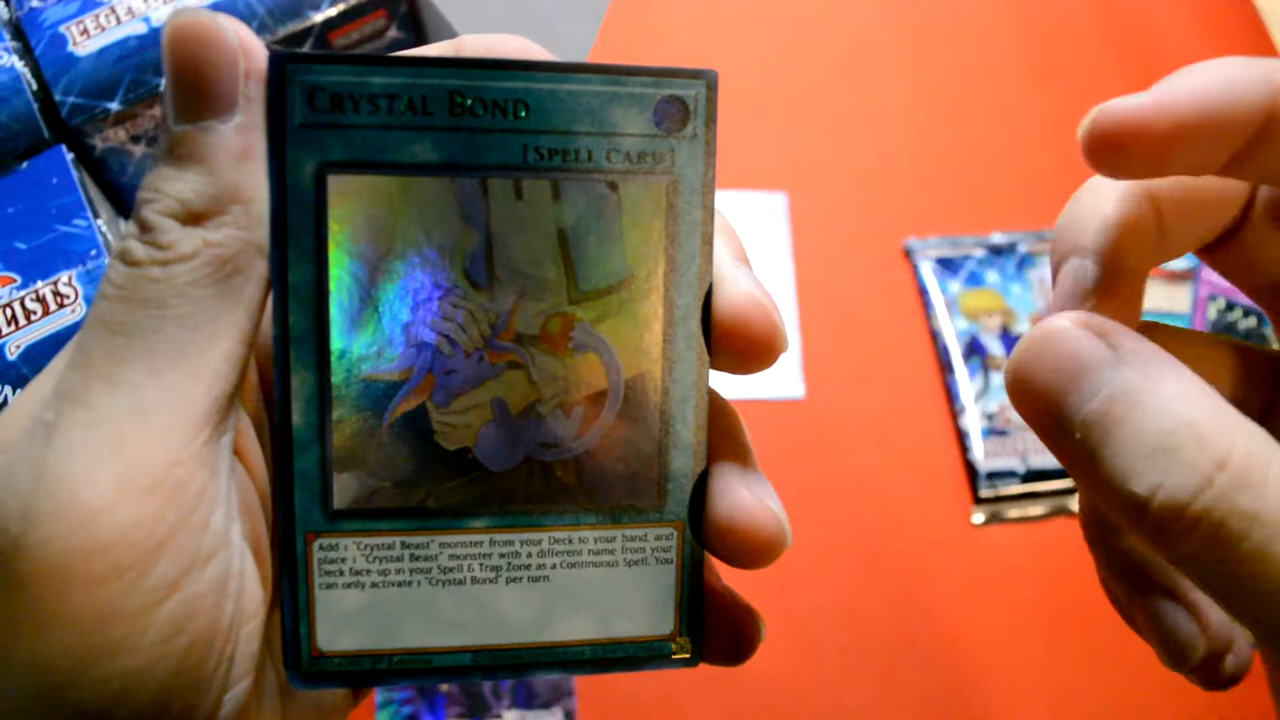 LEGEN
LISTS
CRYSTAL BOND
[SPELL CARD]
Add 1 "Crystal Beast" monster from your Deck to your hand, and
place 1 "Crystal Beast" monster with a different name from your
Deck face-up in your Spell & Trap Zone as a Continuous Spell. You
can only activate 1 "Crystal Bond" per turn.
1st Edition